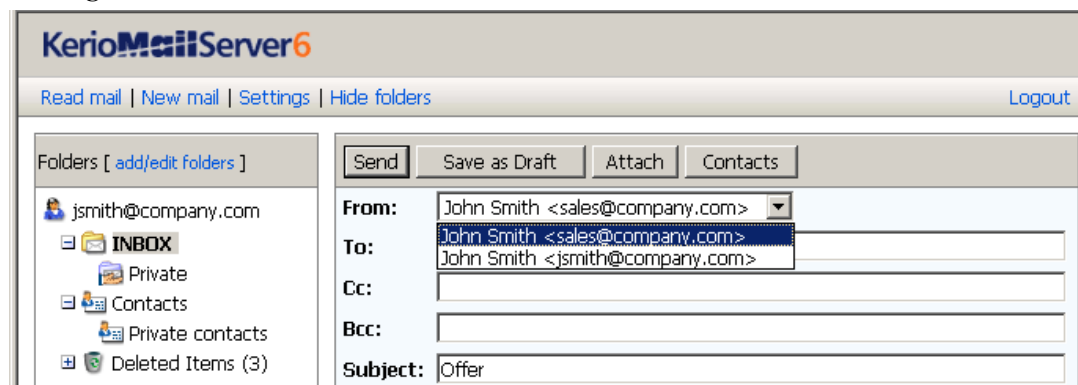 KerioMailServer6
Read mail | New mail | Settings | Hide folders
Logout
Folders [ add/edit folders ]
jsmith@company.com
INBOX
Private
Contacts
Private contacts
Deleted Items (3)
Send
Save as Draft
Attach
Contacts
From:
John Smith <sales@company.com>
John Smith <sales@company.com>
John Smith <jsmith@company.com>
To:
Cc:
Bcc:
Subject: Offer